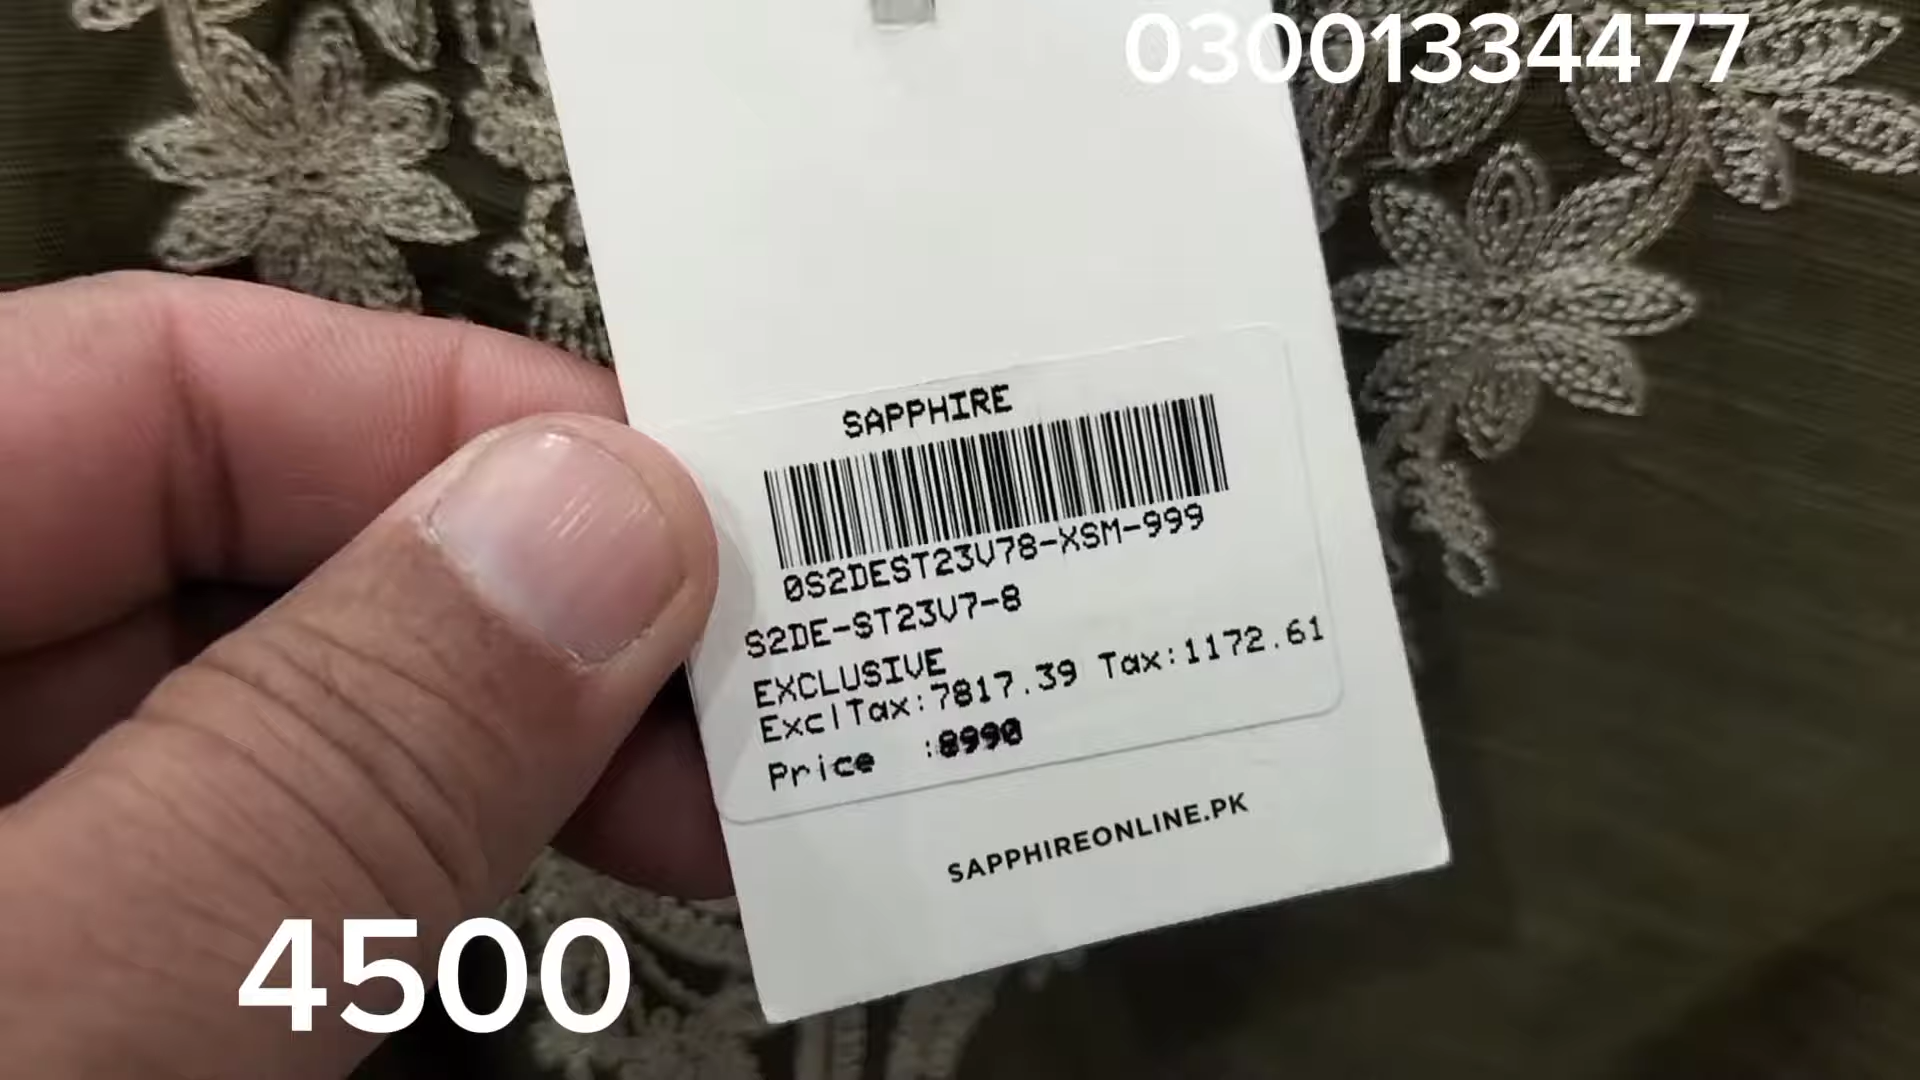 03001334477
SAPPHIRE
0S2DEST23V78-XSM-999
S2DE-ST23V7-8
EXCLUSIVE
ExclTax:7817.39 Tax:1172.61
Price :8990
SAPPHIREONLINE.PK
4500